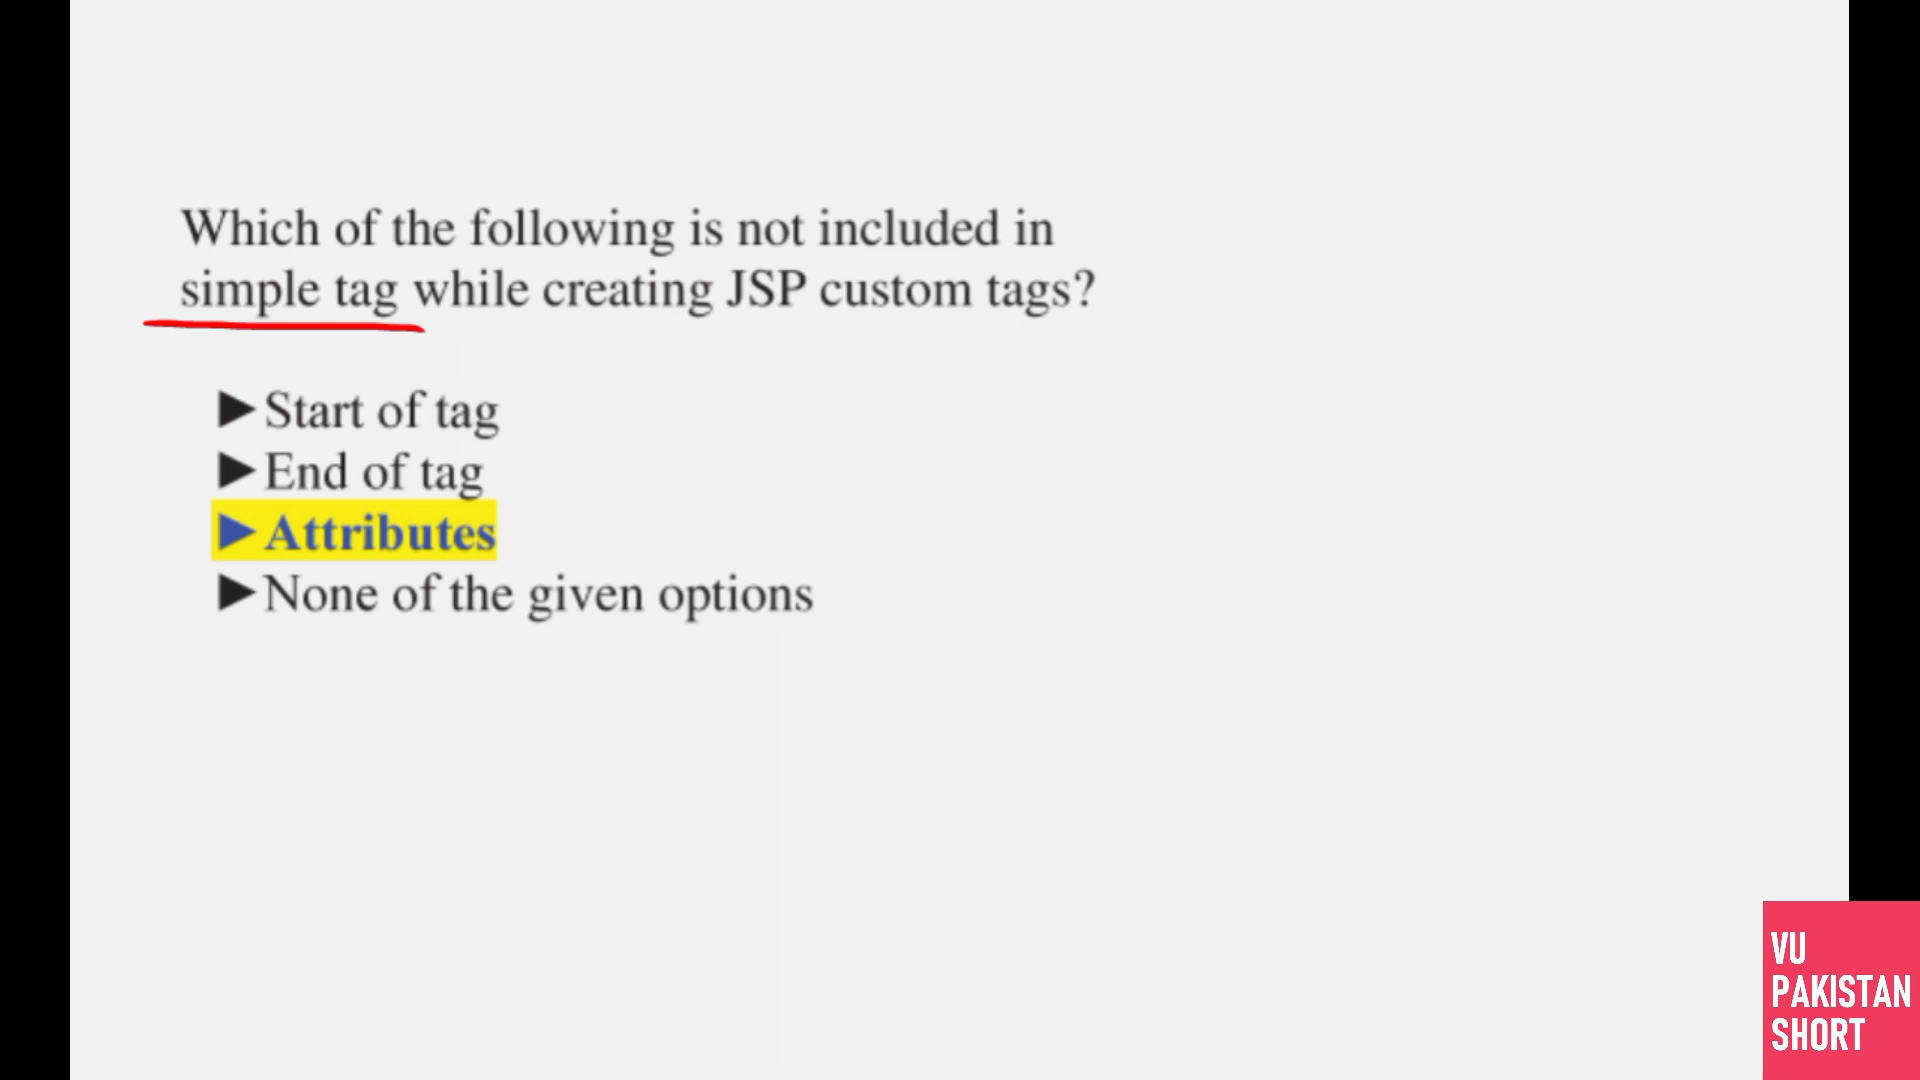 Which of the following is not included in
simple tag while creating JSP custom tags?
►Start of tag
►End of tag
►Attributes
►None of the given options
VU
PAKISTAN
SHORT